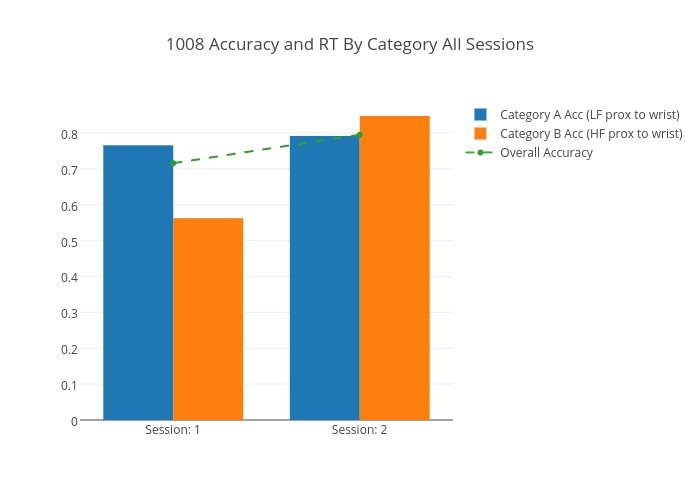 1008 Accuracy and RT By Category All Sessions
Category A Acc (LF prox to wrist)
Category B Acc (HF prox to wrist)
Overall Accuracy
0.8
0.7
0.6
0.5
0.4
0.3
0.2
0.1
0
Session: 1
Session: 2